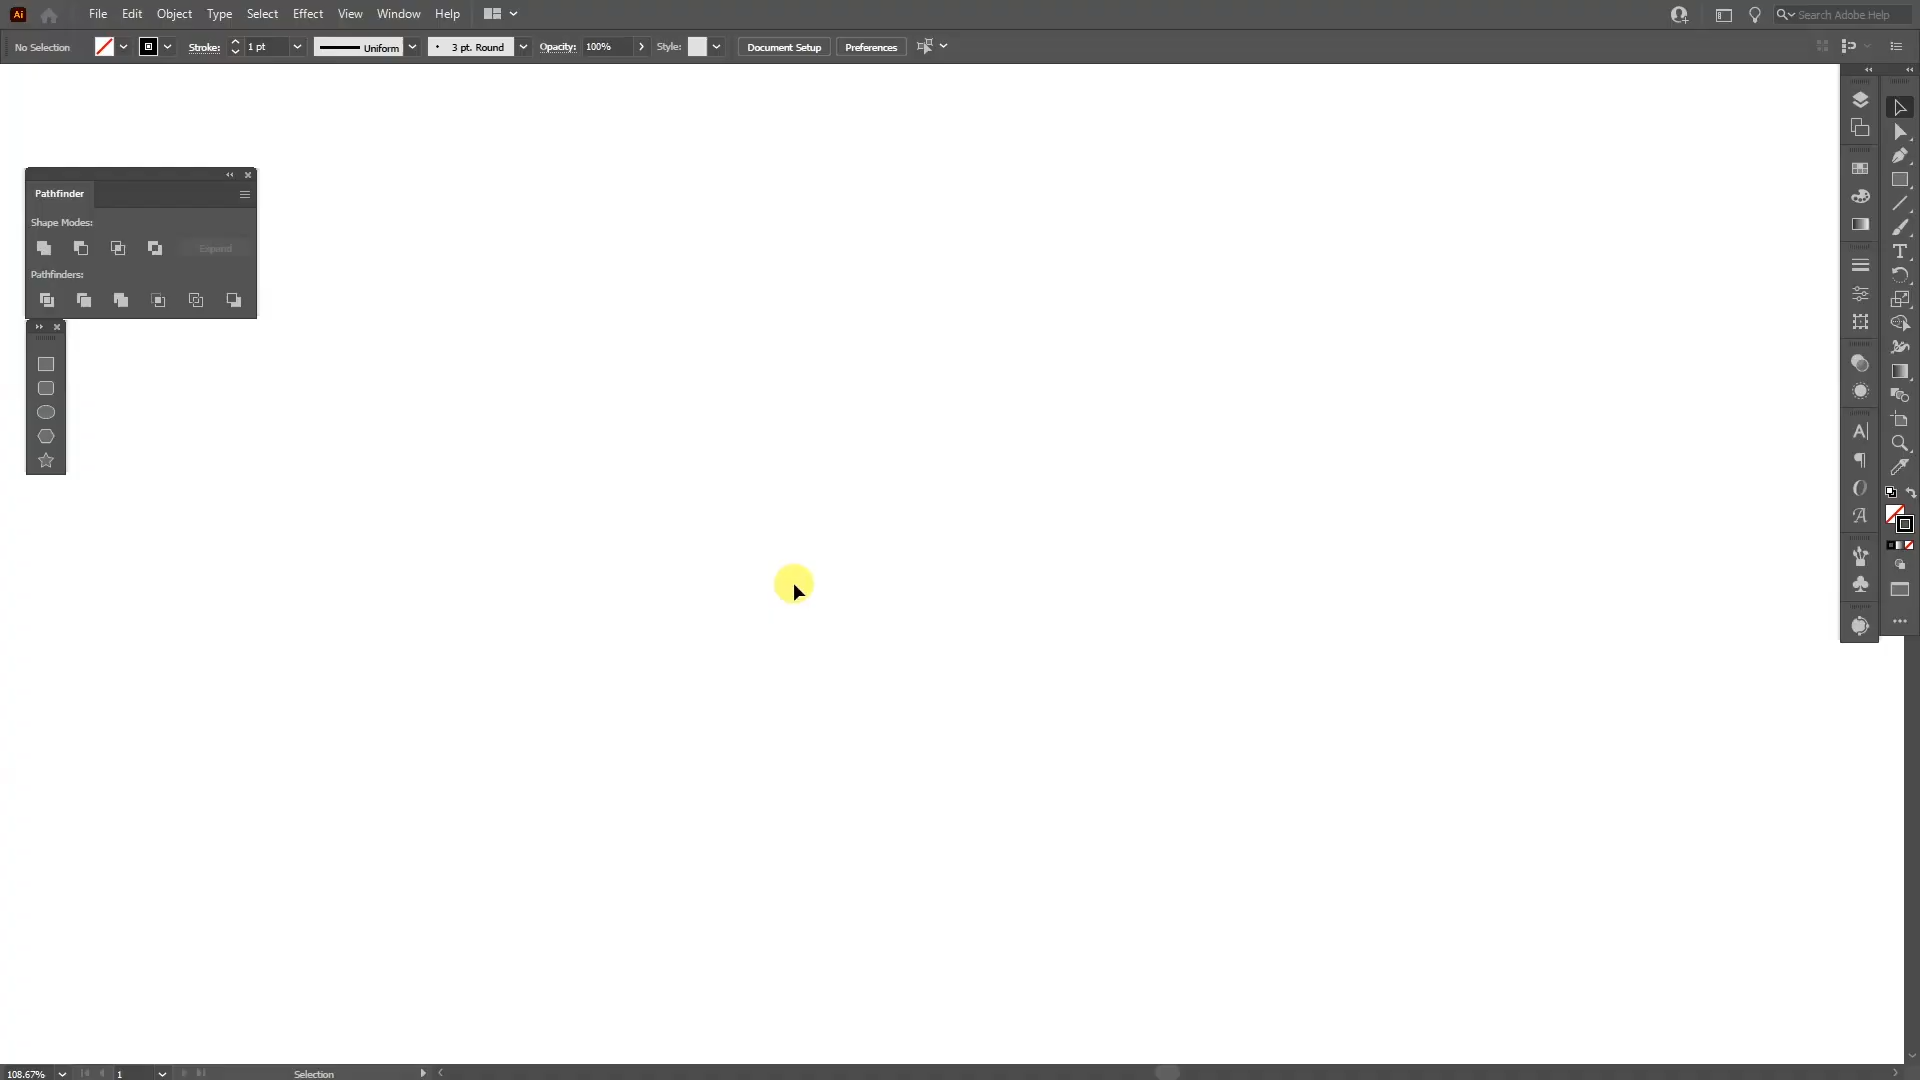 Ai File Edit Object Type Select Effect View Window Help Search Adobe Help
No Selection Stroke: 1 pt Uniform 3 pt. Round Opacity: 100% Style: Document Setup Preferences
Pathfinder
Shape Modes:
Expand
Pathfinders:
108.67% 1 Selection